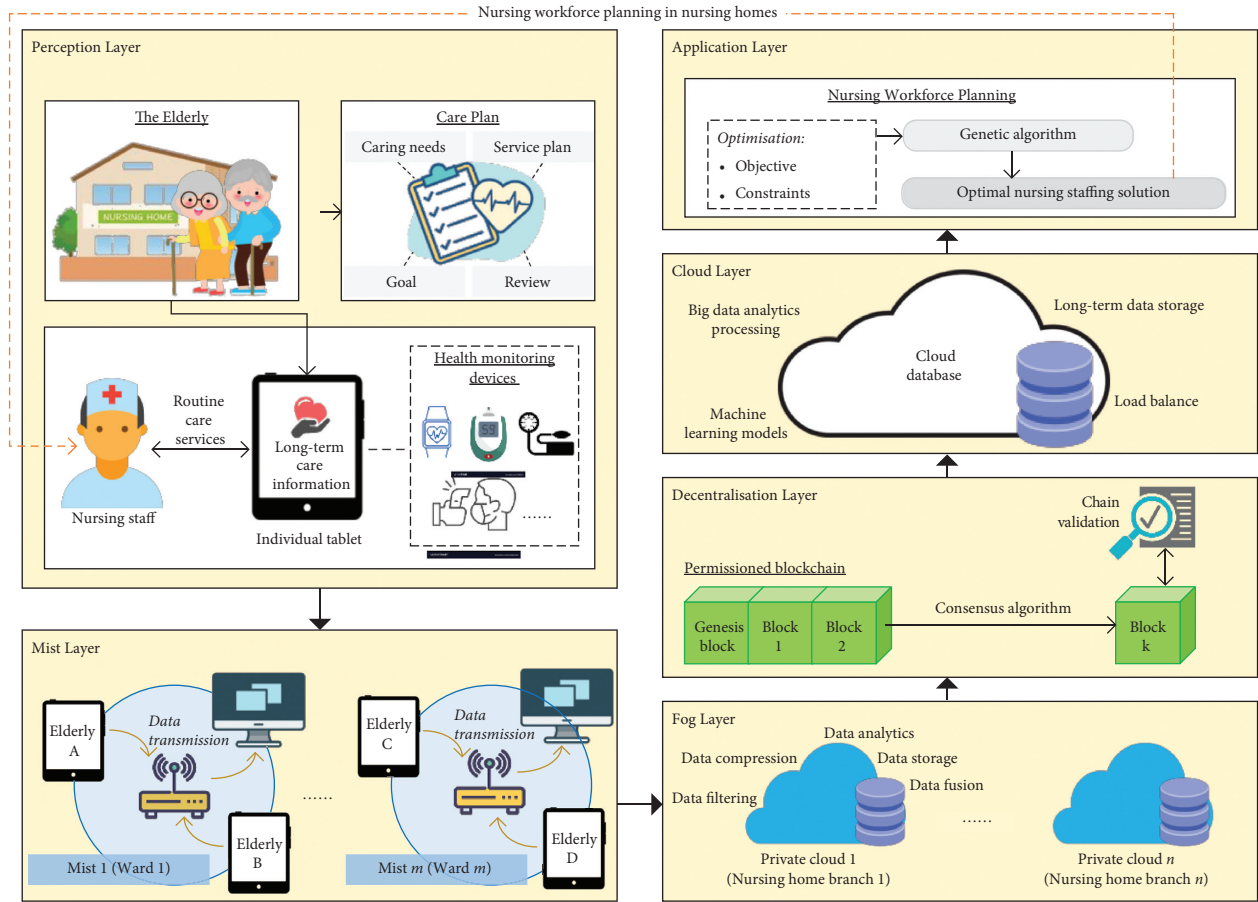 Nursing workforce planning in nursing homes
Perception Layer
The Elderly
NURSING HOME
Care Plan
Caring needs
Service plan
Goal
Review
Nursing staff
Routine
care
services
Long-term
care
information
Individual tablet
Health monitoring
devices
59
......
Mist Layer
Elderly
A
Data
transmission
Elderly
B
Mist 1 (Ward 1)
......
Elderly
C
Data
transmission
Elderly
D
Mist m (Ward m)
Application Layer
Nursing Workforce Planning
Optimisation:
• Objective
• Constraints
Genetic algorithm
Optimal nursing staffing solution
Cloud Layer
Big data analytics
processing
Long-term data storage
Cloud
database
Machine
learning models
Load balance
Decentralisation Layer
Chain
validation
Permissioned blockchain
Genesis
block
Block
1
Block
2
Consensus algorithm
Block
k
Fog Layer
Data analytics
Data compression
Data storage
Data filtering
Data fusion
......
Private cloud 1
(Nursing home branch 1)
Private cloud n
(Nursing home branch n)